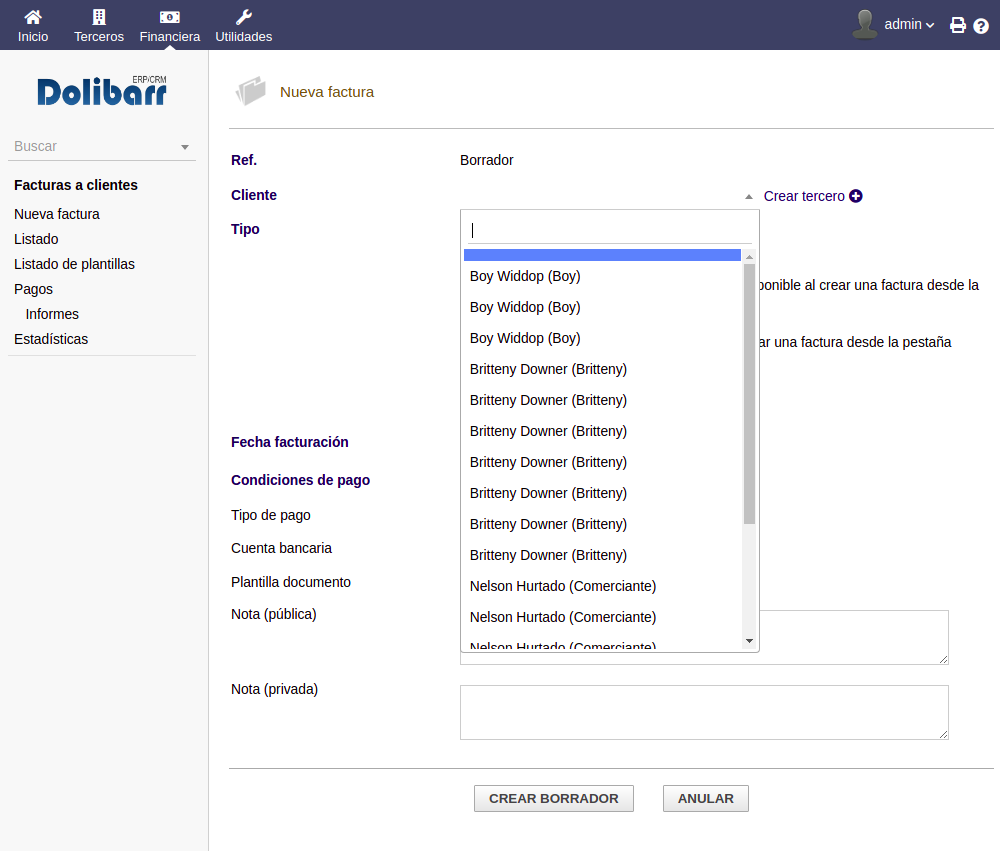 Inicio
Terceros
Financiera
Utilidades
admin
ERP/CRM
Dolibarr
Buscar
Facturas a clientes
Nueva factura
Listado
Listado de plantillas
Pagos
Informes
Estadísticas
Nueva factura
Ref.
Borrador
Cliente
Crear tercero
Tipo
Boy Widdop (Boy)
ponible al crear una factura desde la
Boy Widdop (Boy)
Boy Widdop (Boy)
ar una factura desde la pestaña
Britteny Downer (Britteny)
Britteny Downer (Britteny)
Britteny Downer (Britteny)
Fecha facturación
Britteny Downer (Britteny)
Condiciones de pago
Britteny Downer (Britteny)
Tipo de pago
Britteny Downer (Britteny)
Cuenta bancaria
Britteny Downer (Britteny)
Plantilla documento
Nelson Hurtado (Comerciante)
Nota (pública)
Nelson Hurtado (Comerciante)
Nelson Hurtado (Comerciante)
Nota (privada)
CREAR BORRADOR
ANULAR